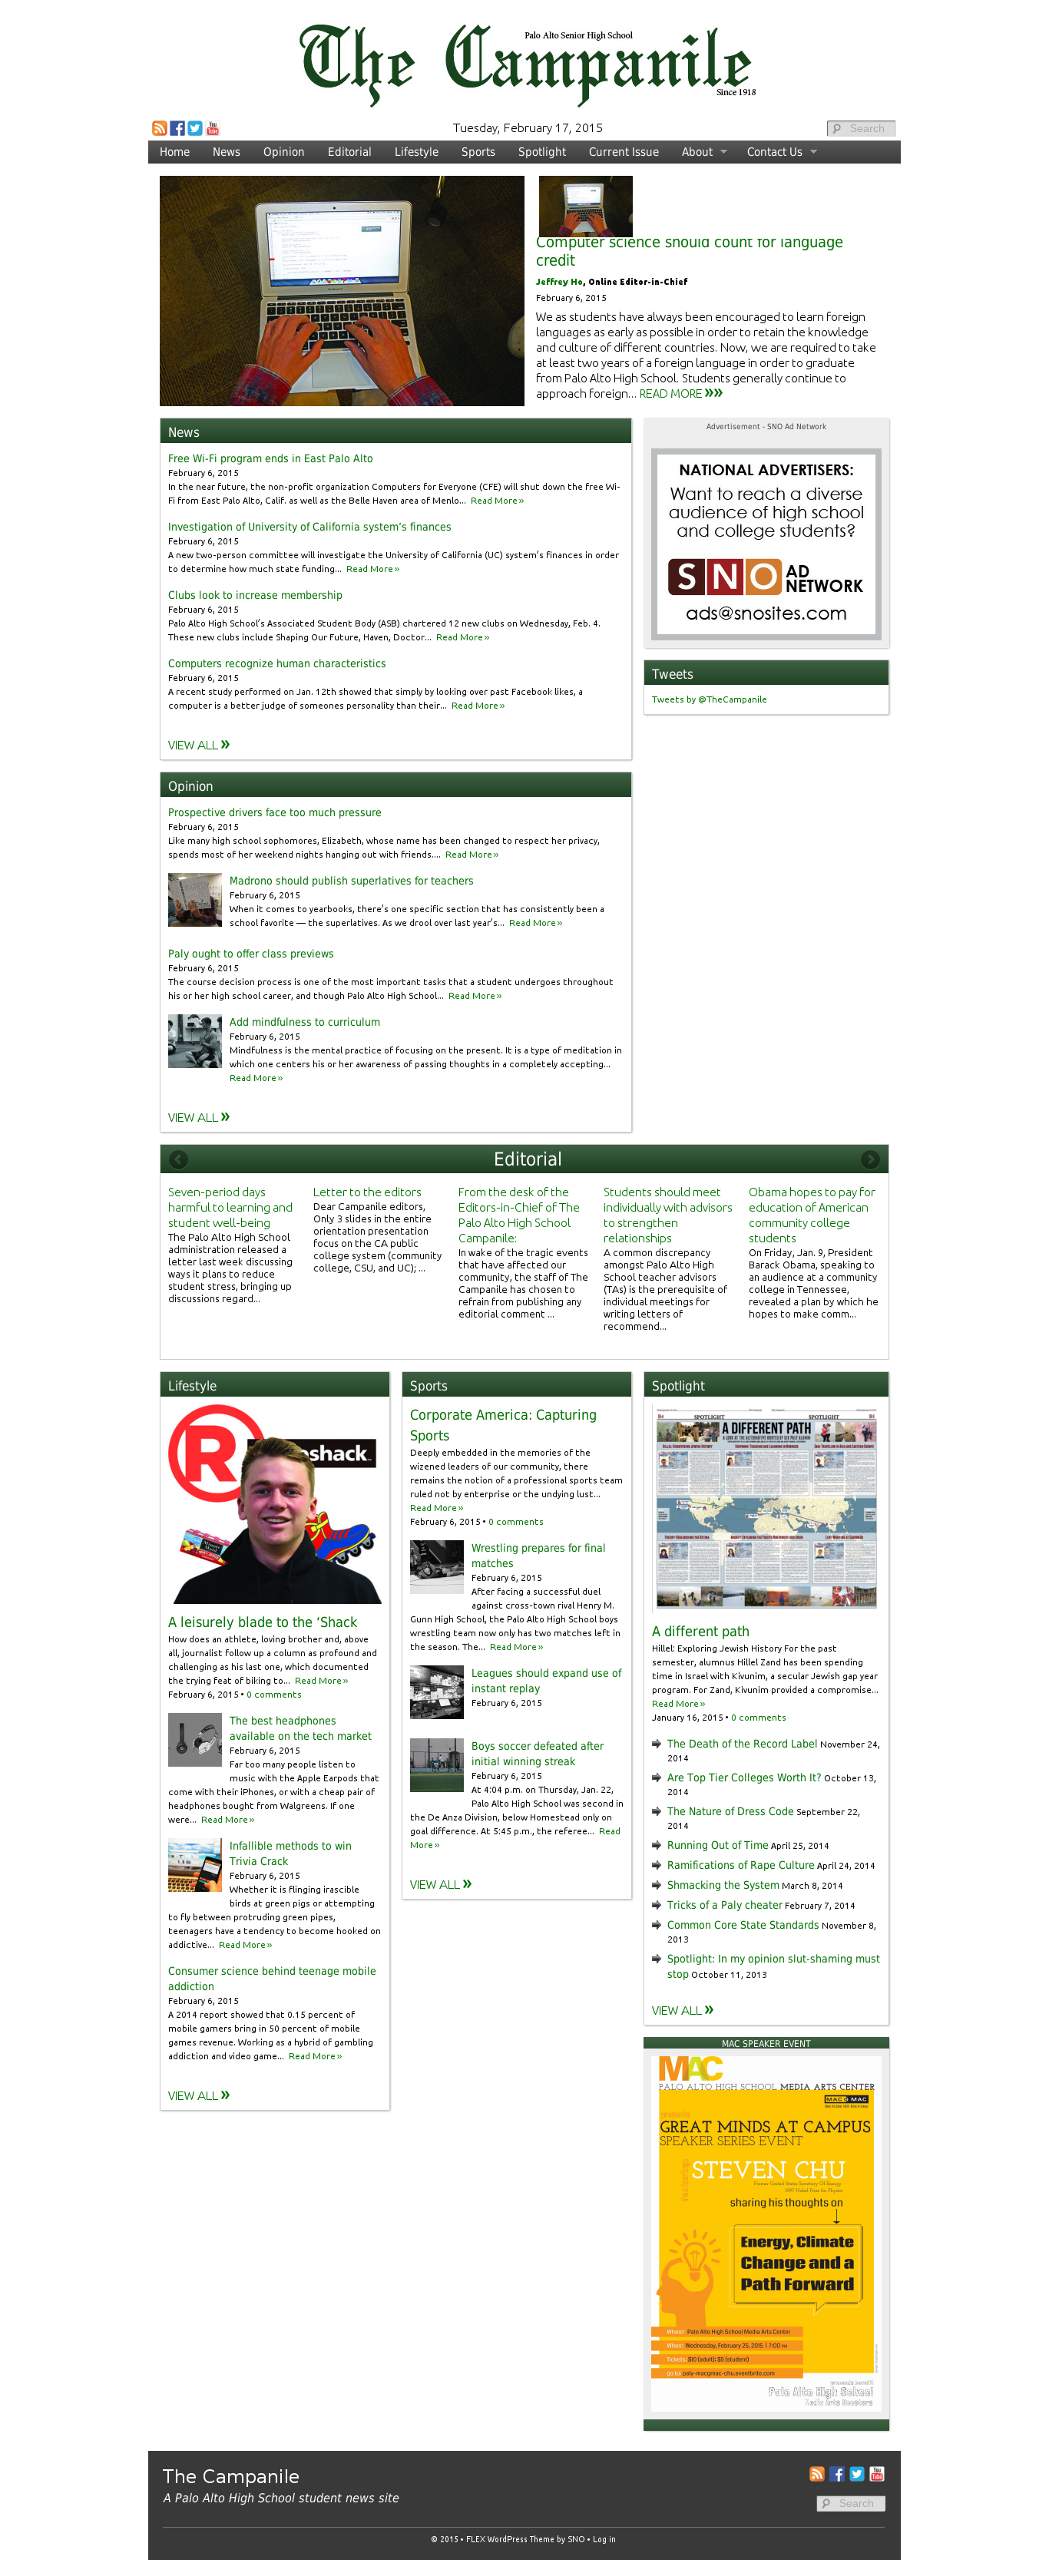 The Campanile
Palo Alto Senior High School
Since 1918
Tuesday, February 17, 2015
Search
Home News Opinion Editorial Lifestyle Sports Spotlight Current Issue About Contact Us
Computer science should count for language
credit
Jeffrey Ho, Online Editor-in-Chief
February 6, 2015
We as students have always been encouraged to learn foreign
languages as early as possible in order to retain the knowledge
and culture of different countries. Now, we are required to take
at least two years of a foreign language in order to graduate
from Palo Alto High School. Students generally continue to
approach foreign... READ MORE »»
News
Free Wi-Fi program ends in East Palo Alto
February 6, 2015
In the near future, the non-profit organization Computers for Everyone (CFE) will shut down the free Wi-
Fi from East Palo Alto, Calif. as well as the Belle Haven area of Menlo... Read More»
Investigation of University of California system's finances
February 6, 2015
A new two-person committee will investigate the University of California (UC) system's finances in order
to determine how much state funding... Read More»
Clubs look to increase membership
February 6, 2015
Palo Alto High School's Associated Student Body (ASB) chartered 12 new clubs on Wednesday, Feb. 4.
These new clubs include Shaping Our Future, Haven, Doctor... Read More»
Computers recognize human characteristics
February 6, 2015
A recent study performed on Jan. 12th showed that simply by looking over past Facebook likes, a
computer is a better judge of someones personality than their... Read More»
VIEW ALL »
Advertisement - SNO Ad Network
NATIONAL ADVERTISERS:
Want to reach a diverse
audience of high school
and college students?
SNO AD NETWORK
ads@snosites.com
Tweets
Tweets by @TheCampanile
Opinion
Prospective drivers face too much pressure
February 6, 2015
Like many high school sophomores, Elizabeth, whose name has been changed to respect her privacy,
spends most of her weekend nights hanging out with friends.... Read More»
Madrono should publish superlatives for teachers
February 6, 2015
When it comes to yearbooks, there's one specific section that has consistently been a
school favorite — the superlatives. As we drool over last year's... Read More»
Paly ought to offer class previews
February 6, 2015
The course decision process is one of the most important tasks that a student undergoes throughout
his or her high school career, and though Palo Alto High School... Read More»
Add mindfulness to curriculum
February 6, 2015
Mindfulness is the mental practice of focusing on the present. It is a type of meditation in
which one centers his or her awareness of passing thoughts in a completely accepting...
Read More»
VIEW ALL »
Editorial
Seven-period days
harmful to learning and
student well-being
The Palo Alto High School
administration released a
letter last week discussing
ways it plans to reduce
student stress, bringing up
discussions regard...
Letter to the editors
Dear Campanile editors,
Only 3 slides in the entire
orientation presentation
focus on the CA public
college system (community
college, CSU, and UC); ...
From the desk of the
Editors-in-Chief of The
Palo Alto High School
Campanile:
In wake of the tragic events
that have affected our
community, the staff of The
Campanile has chosen to
refrain from publishing any
editorial comment ...
Students should meet
individually with advisors
to strengthen
relationships
A common discrepancy
amongst Palo Alto High
School teacher advisors
(TAs) is the prerequisite of
individual meetings for
writing letters of
recommend...
Obama hopes to pay for
education of American
community college
students
On Friday, Jan. 9, President
Barack Obama, speaking to
an audience at a community
college in Tennessee,
revealed a plan by which he
hopes to make comm...
Lifestyle
A leisurely blade to the ‘Shack
How does an athlete, loving brother and, above
all, journalist follow up on a column as profound and
challenging as his last one, which documented
the trying feat of biking to... Read More»
February 6, 2015 • 0 comments
The best headphones
available on the tech market
February 6, 2015
Far too many people listen to
music with the Apple Earpods that
come with their iPhones, or with a cheap pair of
headphones bought from Walgreens. If one
were... Read More»
Infallible methods to win
Trivia Crack
February 6, 2015
Whether it is flinging irascible
birds at green pigs or attempting
to fly between protruding green pipes,
teenagers have a tendency to become hooked on
addictive... Read More»
Consumer science behind teenage mobile
addiction
February 6, 2015
A 2014 report showed that 0.15 percent of
mobile gamers bring in 50 percent of mobile
games revenue. Working as a hybrid of gambling
addiction and video game... Read More»
VIEW ALL »
Sports
Corporate America: Capturing
Sports
Deeply embedded in the memories of the
wizened leaders of our community, there
remains the notion of a professional sports team
ruled not by enterprise or the undying lust...
Read More»
February 6, 2015 • 0 comments
Wrestling prepares for final
matches
February 6, 2015
After facing a successful duel
against cross-town rival Henry M.
Gunn High School, the Palo Alto High School boys
wrestling team now only has two matches left in
the season. The... Read More»
Leagues should expand use of
instant replay
February 6, 2015
Boys soccer defeated after
initial winning streak
February 6, 2015
At 4:04 p.m. on Thursday, Jan. 22,
Palo Alto High School was second in
the De Anza Division, below Homestead only on
goal difference. At 5:45 p.m., the referee... Read
More»
VIEW ALL »
Spotlight
SPOTLIGHT A DIFFERENT PATH SPOTLIGHT
A different path
Hillel: Exploring Jewish History For the past
semester, alumnus Hillel Zand has been spending
time in Israel with Kivunim, a secular Jewish gap year
program. For Zand, Kivunim provided a compromise...
Read More»
January 16, 2015 • 0 comments
The Death of the Record Label November 24,
2014
Are Top Tier Colleges Worth It? October 13,
2014
The Nature of Dress Code September 22,
2014
Running Out of Time April 25, 2014
Ramifications of Rape Culture April 24, 2014
Shmacking the System March 8, 2014
Tricks of a Paly cheater February 7, 2014
Common Core State Standards November 8,
2013
Spotlight: In my opinion slut-shaming must
stop October 11, 2013
VIEW ALL »
MAC SPEAKER EVENT
MAC
PALO ALTO HIGH SCHOOL MEDIA ARTS CENTER
GREAT MINDS AT CAMPUS
SPEAKER SERIES EVENT
STEVEN CHU
sharing his thoughts on
Energy, Climate
Change and a
Path Forward
Where: Palo Alto High School Media Arts Center
When: Wednesday, February 25, 2015 | 7:00 PM
Tickets: $10 (adult); $5 (student)
go to: paly-macgmac-chu.eventbrite.com
Palo Alto High School
Media Arts Boosters
The Campanile
A Palo Alto High School student news site
Search
© 2015 • FLEX WordPress Theme by SNO • Log in